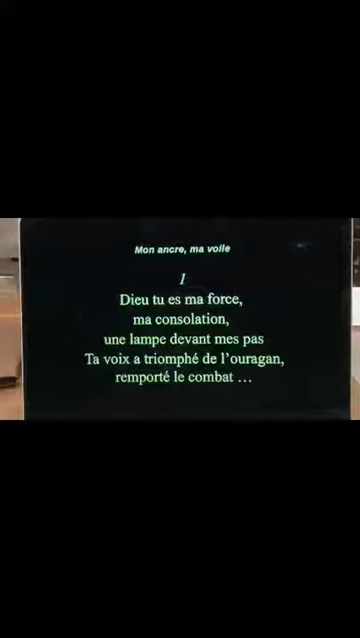 Mon ancre, ma voile
1
Dieu tu es ma force,
ma consolation,
une lampe devant mes pas
Ta voix a triomphé de l'ouragan,
remporté le combat ...